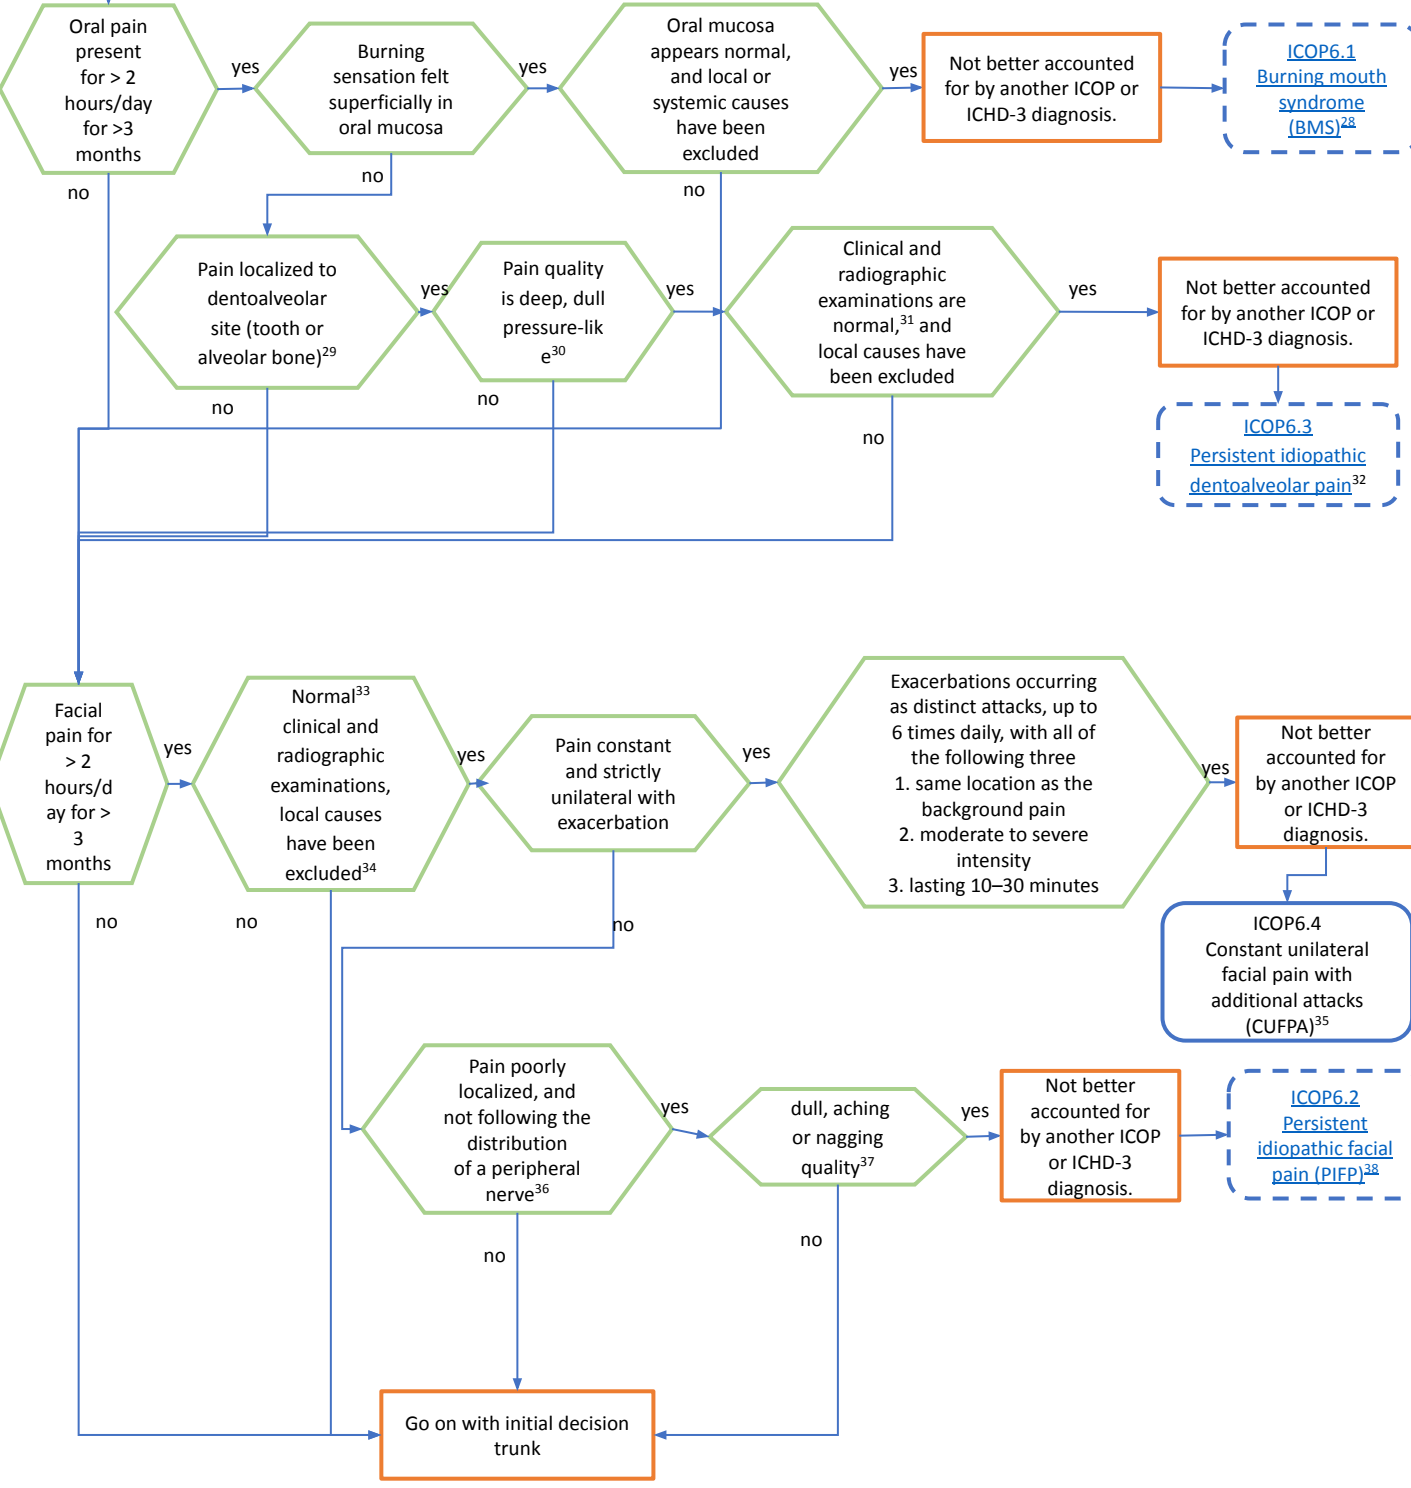 Oral pain
present
for > 2
hours/day
for >3
months
yes
no
Burning
sensation felt
superficially in
oral mucosa
yes
no
Oral mucosa
appears normal,
and local or
systemic causes
have been
excluded
yes
no
Not better accounted
for by another ICOP or
ICHD-3 diagnosis.
ICOP6.1
Burning mouth
syndrome
(BMS)28
Pain localized to
dentoalveolar
site (tooth or
alveolar bone)29
yes
no
Pain quality
is deep, dull
pressure-lik
e30
yes
no
Clinical and
radiographic
examinations are
normal,31 and
local causes have
been excluded
yes
no
Not better accounted
for by another ICOP or
ICHD-3 diagnosis.
ICOP6.3
Persistent idiopathic
dentoalveolar pain32
Facial
pain for
> 2
hours/d
ay for >
3
months
yes
no
Normal33
clinical and
radiographic
examinations,
local causes
have been
excluded34
yes
no
Pain constant
and strictly
unilateral with
exacerbation
yes
no
Exacerbations occurring
as distinct attacks, up to
6 times daily, with all of
the following three
1. same location as the
background pain
2. moderate to severe
intensity
3. lasting 10–30 minutes
yes
Not better
accounted for
by another ICOP
or ICHD-3
diagnosis.
ICOP6.4
Constant unilateral
facial pain with
additional attacks
(CUFPA)35
Pain poorly
localized, and
not following the
distribution
of a peripheral
nerve36
yes
no
dull, aching
or nagging
quality37
yes
no
Not better
accounted for
by another ICOP
or ICHD-3
diagnosis.
ICOP6.2
Persistent
idiopathic facial
pain (PIFP)38
Go on with initial decision
trunk